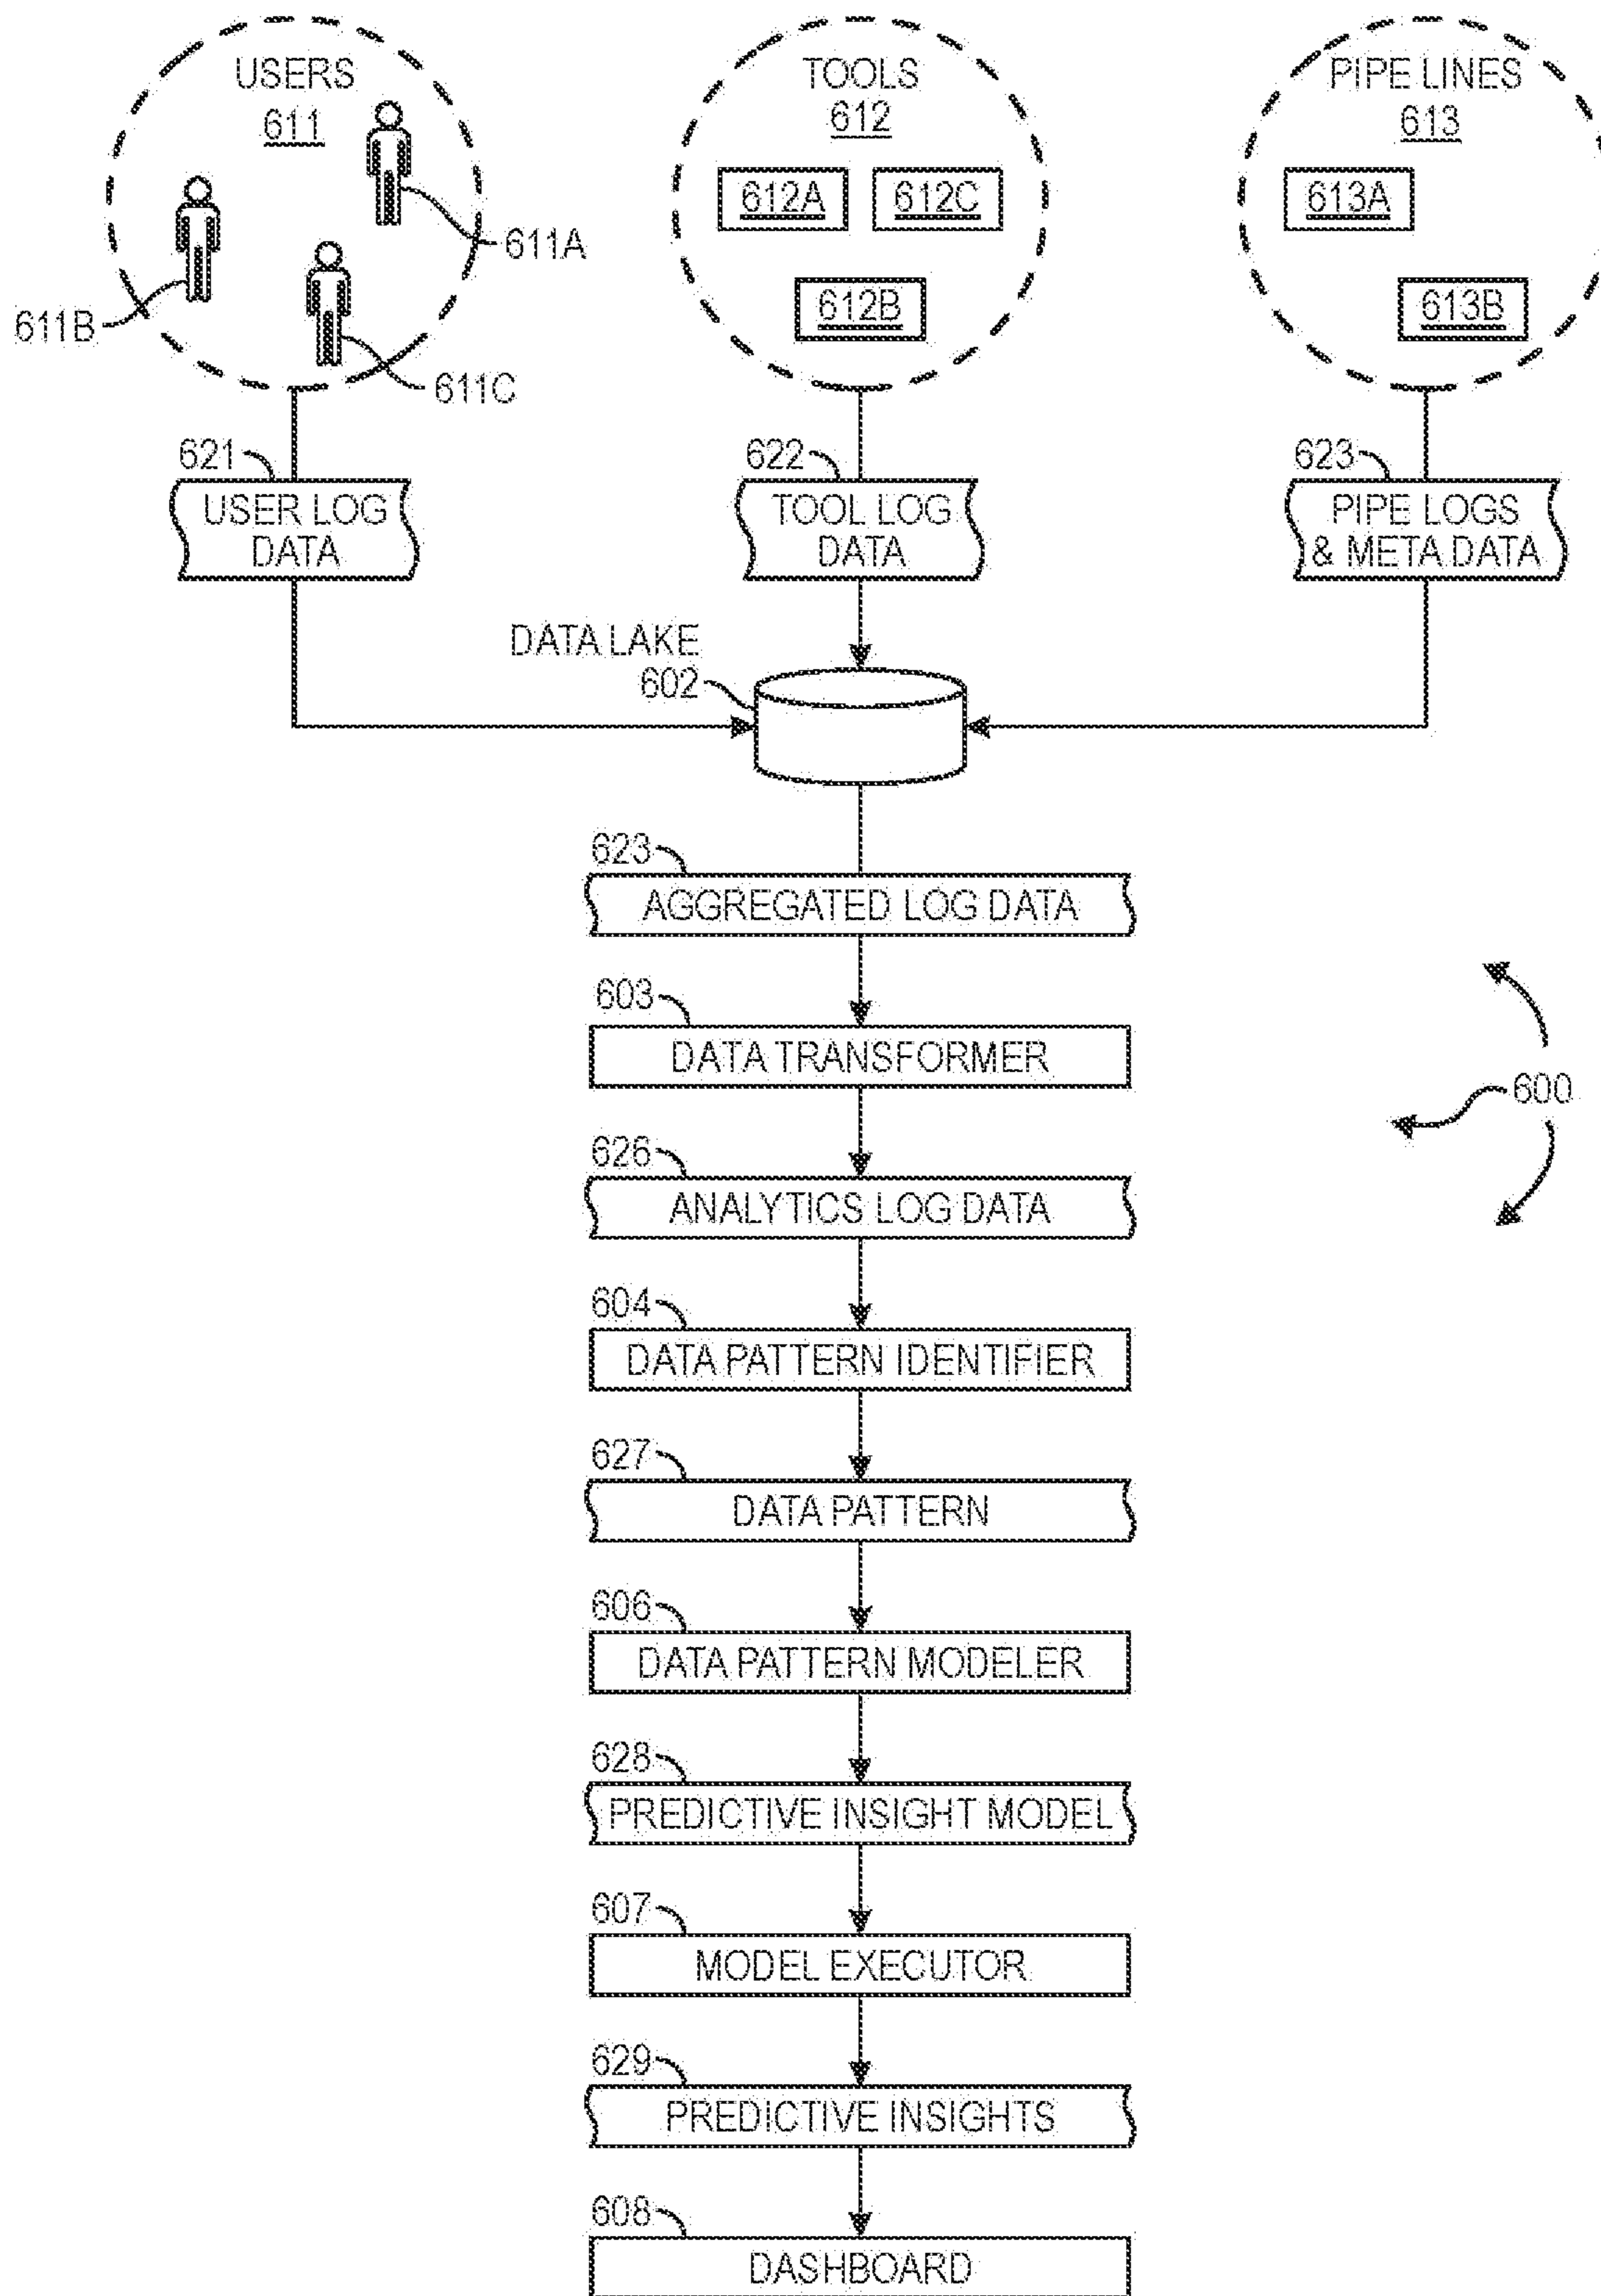 USERS
611
611A
611B
611C
TOOLS
612
612A
612C
612B
PIPE LINES
613
613A
613B
621
USER LOG
DATA
622
TOOL LOG
DATA
623
PIPE LOGS
& META DATA
DATA LAKE
602
623
AGGREGATED LOG DATA
603
DATA TRANSFORMER
600
626
ANALYTICS LOG DATA
604
DATA PATTERN IDENTIFIER
627
DATA PATTERN
606
DATA PATTERN MODELER
628
PREDICTIVE INSIGHT MODEL
607
MODEL EXECUTOR
629
PREDICTIVE INSIGHTS
608
DASHBOARD